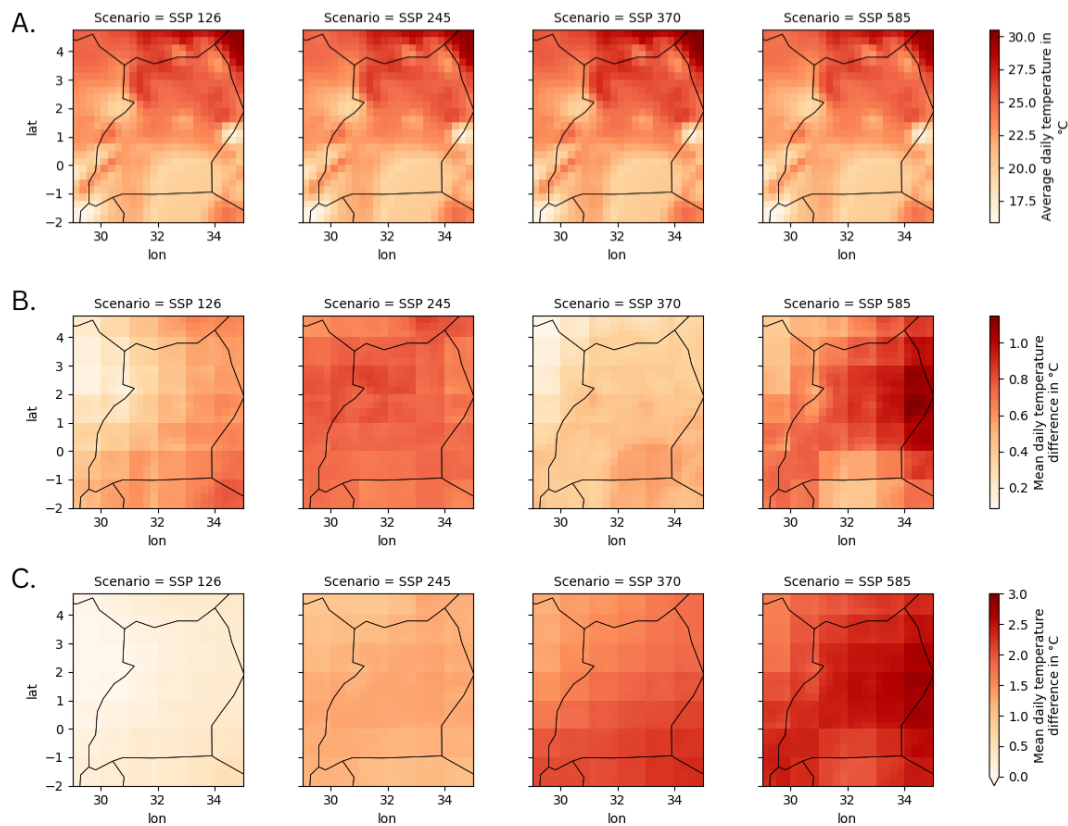 A.
Scenario = SSP 126
Scenario = SSP 245
Scenario = SSP 370
Scenario = SSP 585
4
3
2
1
0
−1
−2
lat
30
32
34
lon
30
32
34
lon
30
32
34
lon
30
32
34
lon
30.0
27.5
25.0
22.5
20.0
17.5
Average daily temperature in
°C
B.
Scenario = SSP 126
Scenario = SSP 245
Scenario = SSP 370
Scenario = SSP 585
4
3
2
1
0
−1
−2
lat
30
32
34
lon
30
32
34
lon
30
32
34
lon
30
32
34
lon
1.0
0.8
0.6
0.4
0.2
Mean daily temperature
difference in °C
C.
Scenario = SSP 126
Scenario = SSP 245
Scenario = SSP 370
Scenario = SSP 585
4
3
2
1
0
−1
−2
lat
30
32
34
lon
30
32
34
lon
30
32
34
lon
30
32
34
lon
3.0
2.5
2.0
1.5
1.0
0.5
0.0
Mean daily temperature
difference in °C